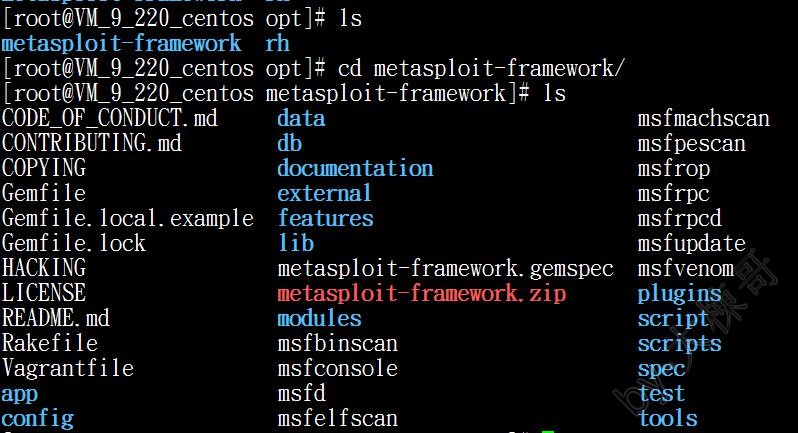 [root@VM_9_220_centos opt]# ls
metasploit-framework rh
[root@VM_9_220_centos opt]# cd metasploit-framework/
[root@VM_9_220_centos metasploit-framework]# ls
CODE_OF_CONDUCT.md data msfmachscan
CONTRIBUTING.md db msfpescan
COPYING documentation msfrop
Gemfile external msfrpc
Gemfile.local.example features msfrpcd
Gemfile.lock lib msfupdate
HACKING metasploit-framework.gemspec msfvenom
LICENSE metasploit-framework.zip plugins
README.md modules script
Rakefile msfbinscan scripts
Vagrantfile msfconsole spec
app msfd test
config msfelfscan tools